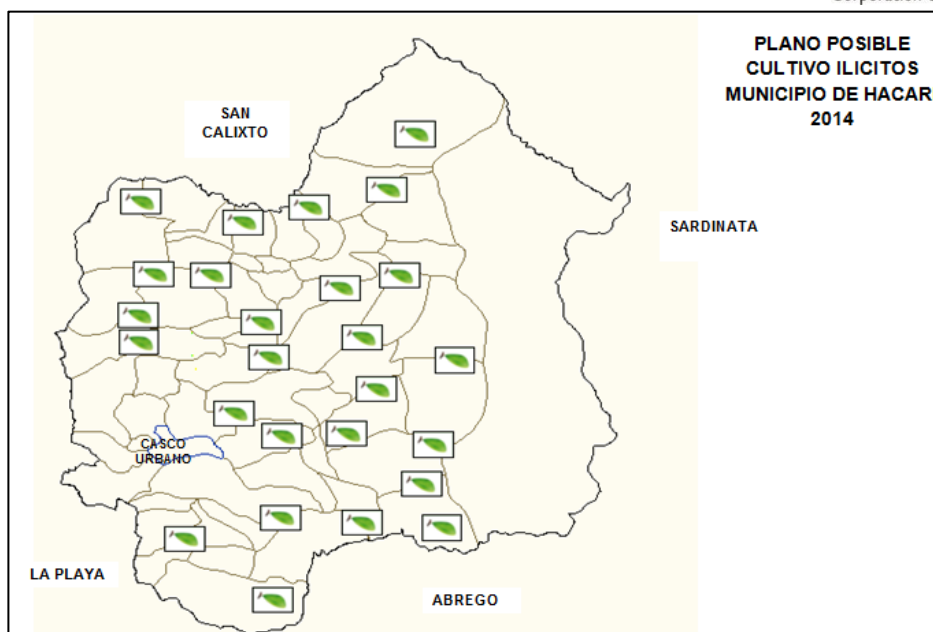 PLANO POSIBLE
CULTIVO ILICITOS
MUNICIPIO DE HACAR
2014
SAN
CALIXTO
SARDINATA
CASCO
URBANO
LA PLAYA
ABREGO